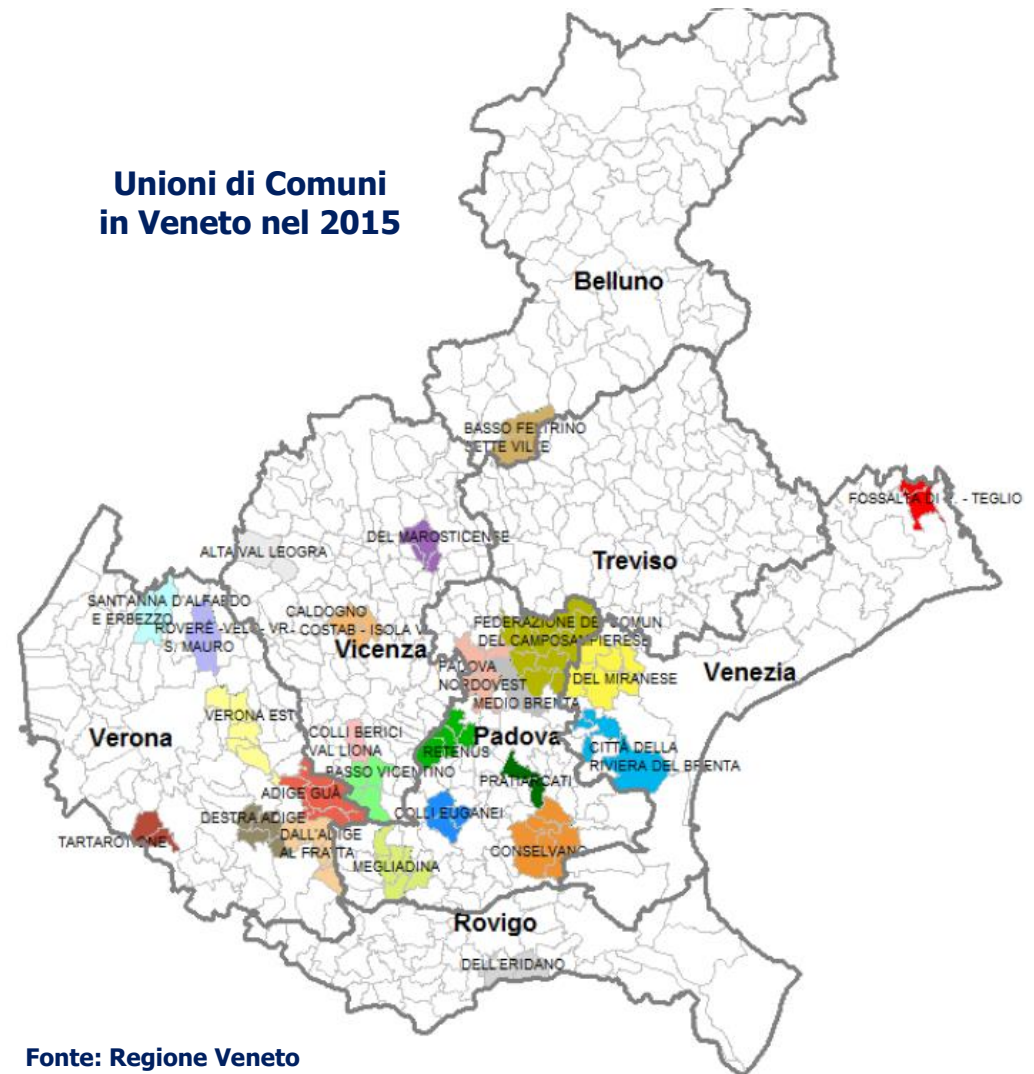 Unioni di Comuni
in Veneto nel 2015
Belluno
BASSO FELTRINO
SETTE VILLE
FOSSALTA DI P. - TEGLIO
DEL MAROSTICENSE
ALTA VAL LEOGRA
Treviso
SANT'ANNA D'ALFAEDO
E ERBEZZO
CALDOGNO
ROVERÈ -VELO - VR
- COSTAB - ISOLA V.
S. MAURO
Vicenza
FEDERAZIONE DEI COMUN
DEL CAMPOSAMPIERESE
PADOVA
NORDOVEST
DEL MIRANESE
Venezia
MEDIO BRENTA
VERONA EST
Verona
COLLI BERICI
VAL LIONA
RETENUS
Padova
CITTÀ DELLA
RIVIERA DEL BRENTA
BASSO VICENTINO
PRATIARCATI
ADIGE GUÀ
DESTRA ADIGE
COLLI EUGANEI
DALL'ADIGE
AL FRATTA
TARTAROTIONE
MEGLIADINA
CONSELVANO
Rovigo
DELL'ERIDANO
Fonte: Regione Veneto